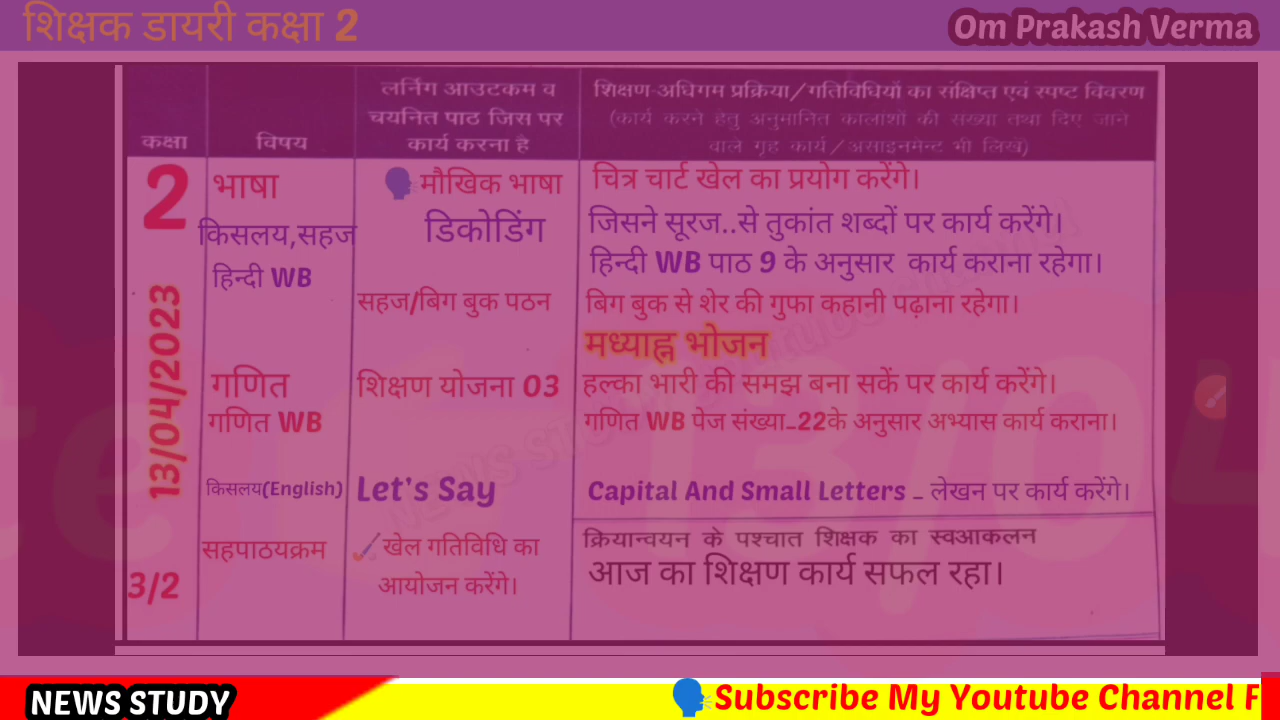 शिक्षक डायरी कक्षा 2
Om Prakash Verma
कक्षा
विषय
लर्निग आउटकम व
चयनित पाठ जिस पर
कार्य करना है
शिक्षण-अधिगम प्रक्रिया/गतिविधियों का संक्षिप्त एवं स्पष्ट विवरण
(कार्य करने हेतु अनुमानित कालांशों की संख्या तथा दिए जाने
वाले गृह कार्य/असाइनमेन्ट भी लिखें)
2
13/04/2023
3/2
भाषा
किसलय,सहज
हिन्दी WB
मौखिक भाषा
डिकोडिंग
सहज/बिग बुक पठन
चित्र चार्ट खेल का प्रयोग करेंगे।
जिसने सूरज..से तुकांत शब्दों पर कार्य करेंगे।
हिन्दी WB पाठ 9 के अनुसार कार्य कराना रहेगा।
बिग बुक से शेर की गुफा कहानी पढ़ाना रहेगा।
मध्याह्न भोजन
गणित
गणित WB
शिक्षण योजना 03
हल्का भारी की समझ बना सकें पर कार्य करेंगे।
गणित WB पेज संख्या-22के अनुसार अभ्यास कार्य कराना।
किसलय(English)
Let's Say
Capital And Small Letters - लेखन पर कार्य करेंगे।
सहपाठयक्रम
खेल गतिविधि का
आयोजन करेंगे।
क्रियान्वयन के पश्चात शिक्षक का स्वआकलन
आज का शिक्षण कार्य सफल रहा।
NEWS STUDY
Subscribe My Youtube Channel F